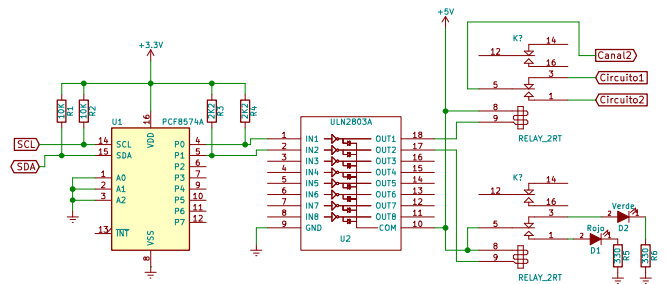 +5V
+3.3V
K?
14
12
16
Canal2
3
Circuito1
5
1
Circuito2
8
9
RELAY_2RT
10K
R1
10K
R2
2K2
R3
2K2
R4
U1
PCF8574A
16
VDD
SCL
14
SCL
SDA
15
SDA
1
A0
2
A1
3
A2
13
INT
VSS
8
P0
4
P1
5
P2
6
P3
7
P4
9
P5
10
P6
11
P7
12
ULN2803A
1
IN1
OUT1
18
2
IN2
OUT2
17
3
IN3
OUT3
16
4
IN4
OUT4
15
5
IN5
OUT5
14
6
IN6
OUT6
13
7
IN7
OUT7
12
8
IN8
OUT8
11
9
GND
COM
10
U2
K?
14
12
16
3
5
1
8
9
RELAY_2RT
Verde
2
1
D2
Rojo
2
1
D1
330
R5
330
R6